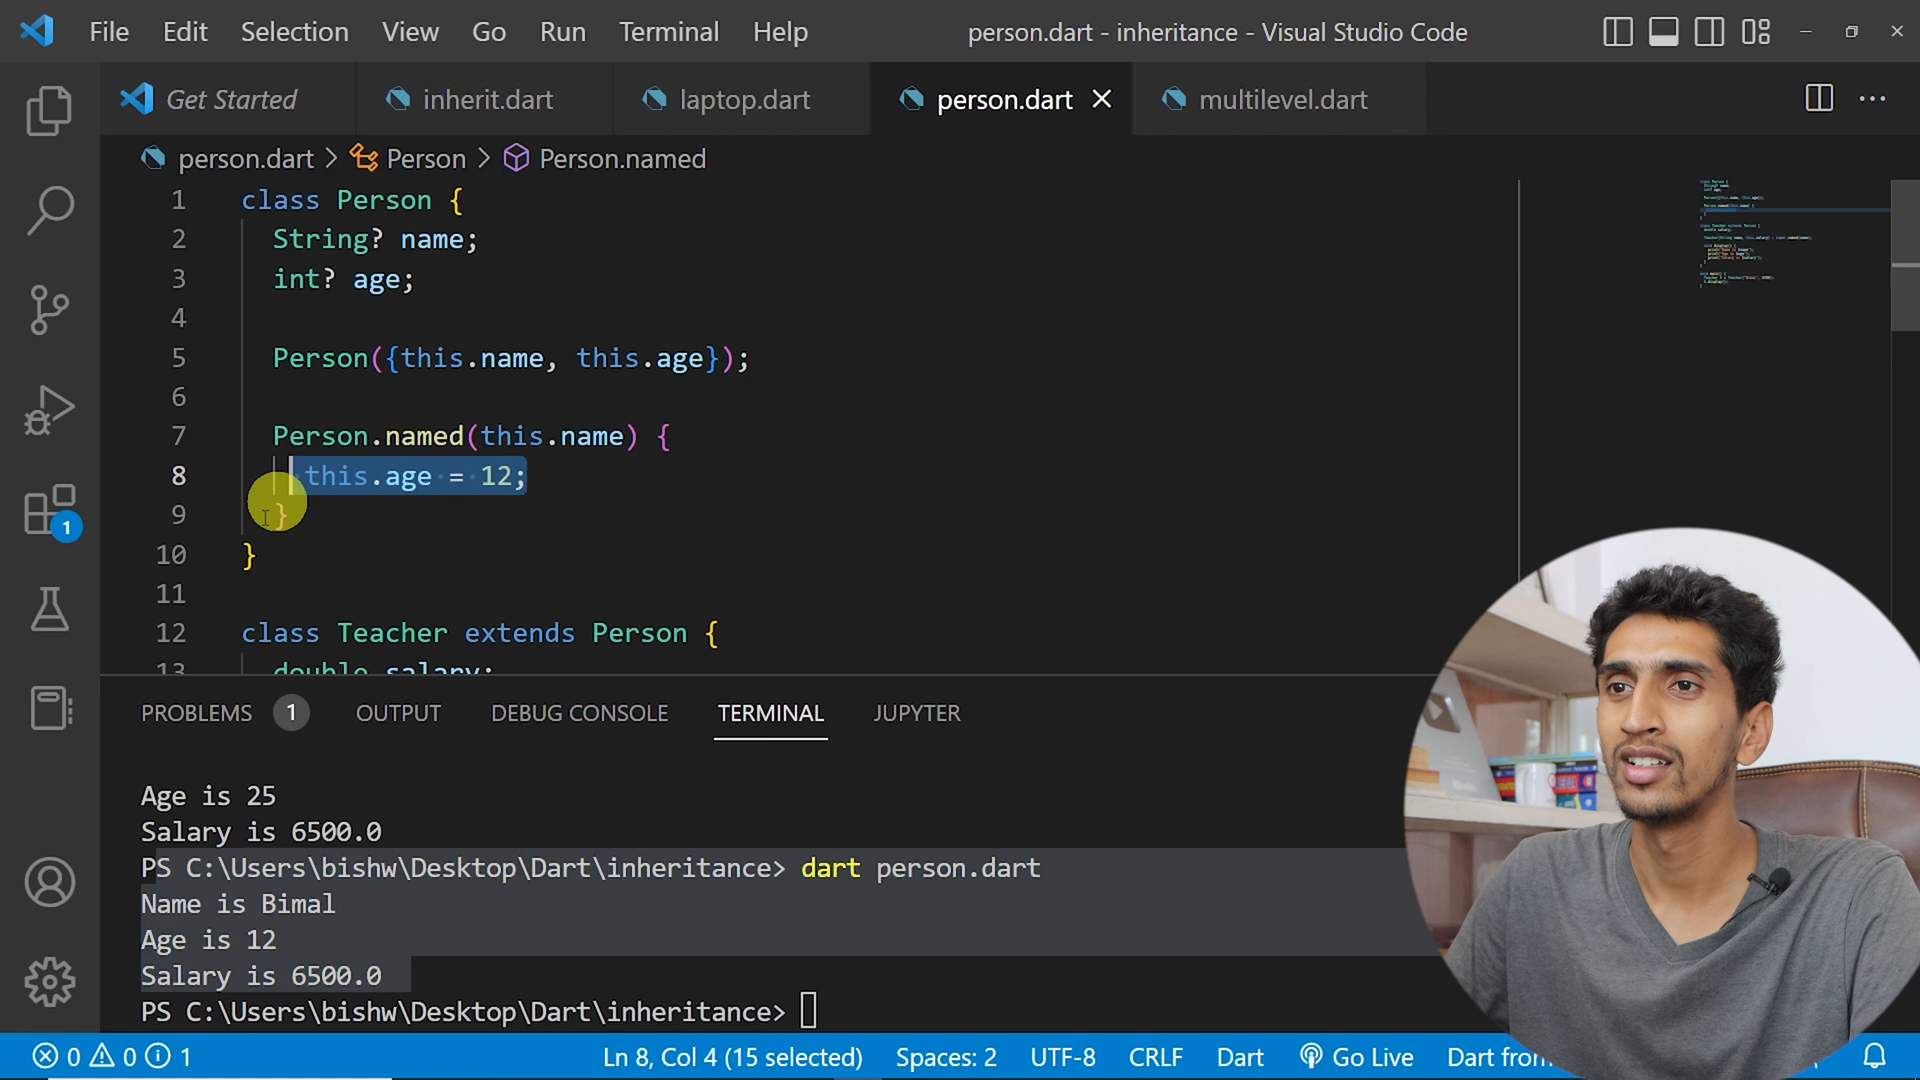 File Edit Selection View Go Run Terminal Help person.dart - inheritance - Visual Studio Code
Get Started inherit.dart laptop.dart person.dart multilevel.dart
person.dart > Person > Person.named
1 class Person {
2 String? name;
3 int? age;
4
5 Person({this.name, this.age});
6
7 Person.named(this.name) {
8 this.age = 12;
9 }
10 }
11
12 class Teacher extends Person {
13 double salary;
1
PROBLEMS 1 OUTPUT DEBUG CONSOLE TERMINAL JUPYTER
Age is 25
Salary is 6500.0
PS C:\Users\bishw\Desktop\Dart\inheritance> dart person.dart
Name is Bimal
Age is 12
Salary is 6500.0
PS C:\Users\bishw\Desktop\Dart\inheritance>
0 0 1 Ln 8, Col 4 (15 selected) Spaces: 2 UTF-8 CRLF Dart Go Live Dart from